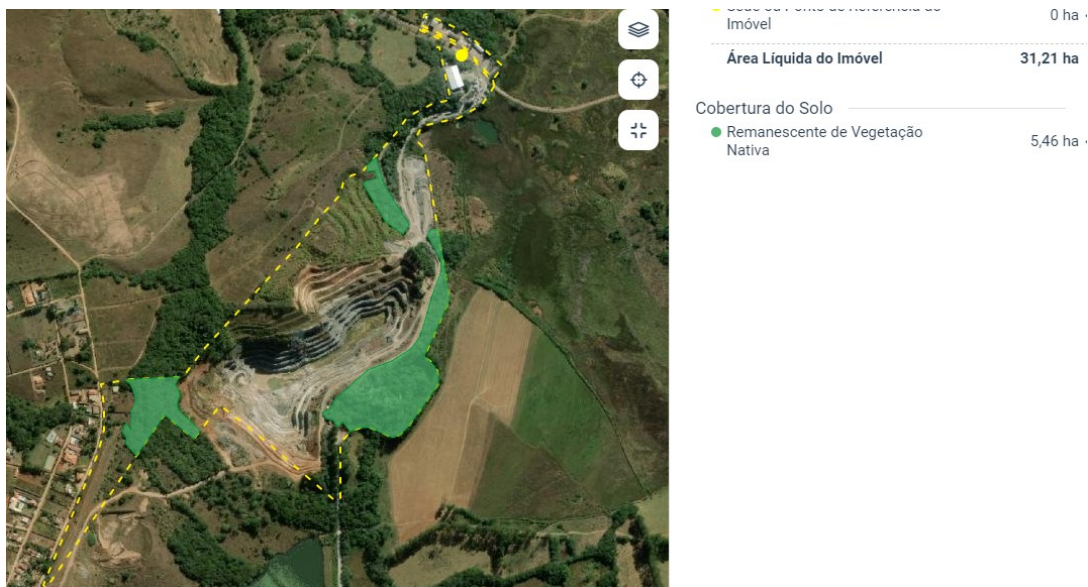 Imóvel
0 ha
Área Líquida do Imóvel 31,21 ha
Cobertura do Solo
Remanescente de Vegetação
Nativa
5,46 ha